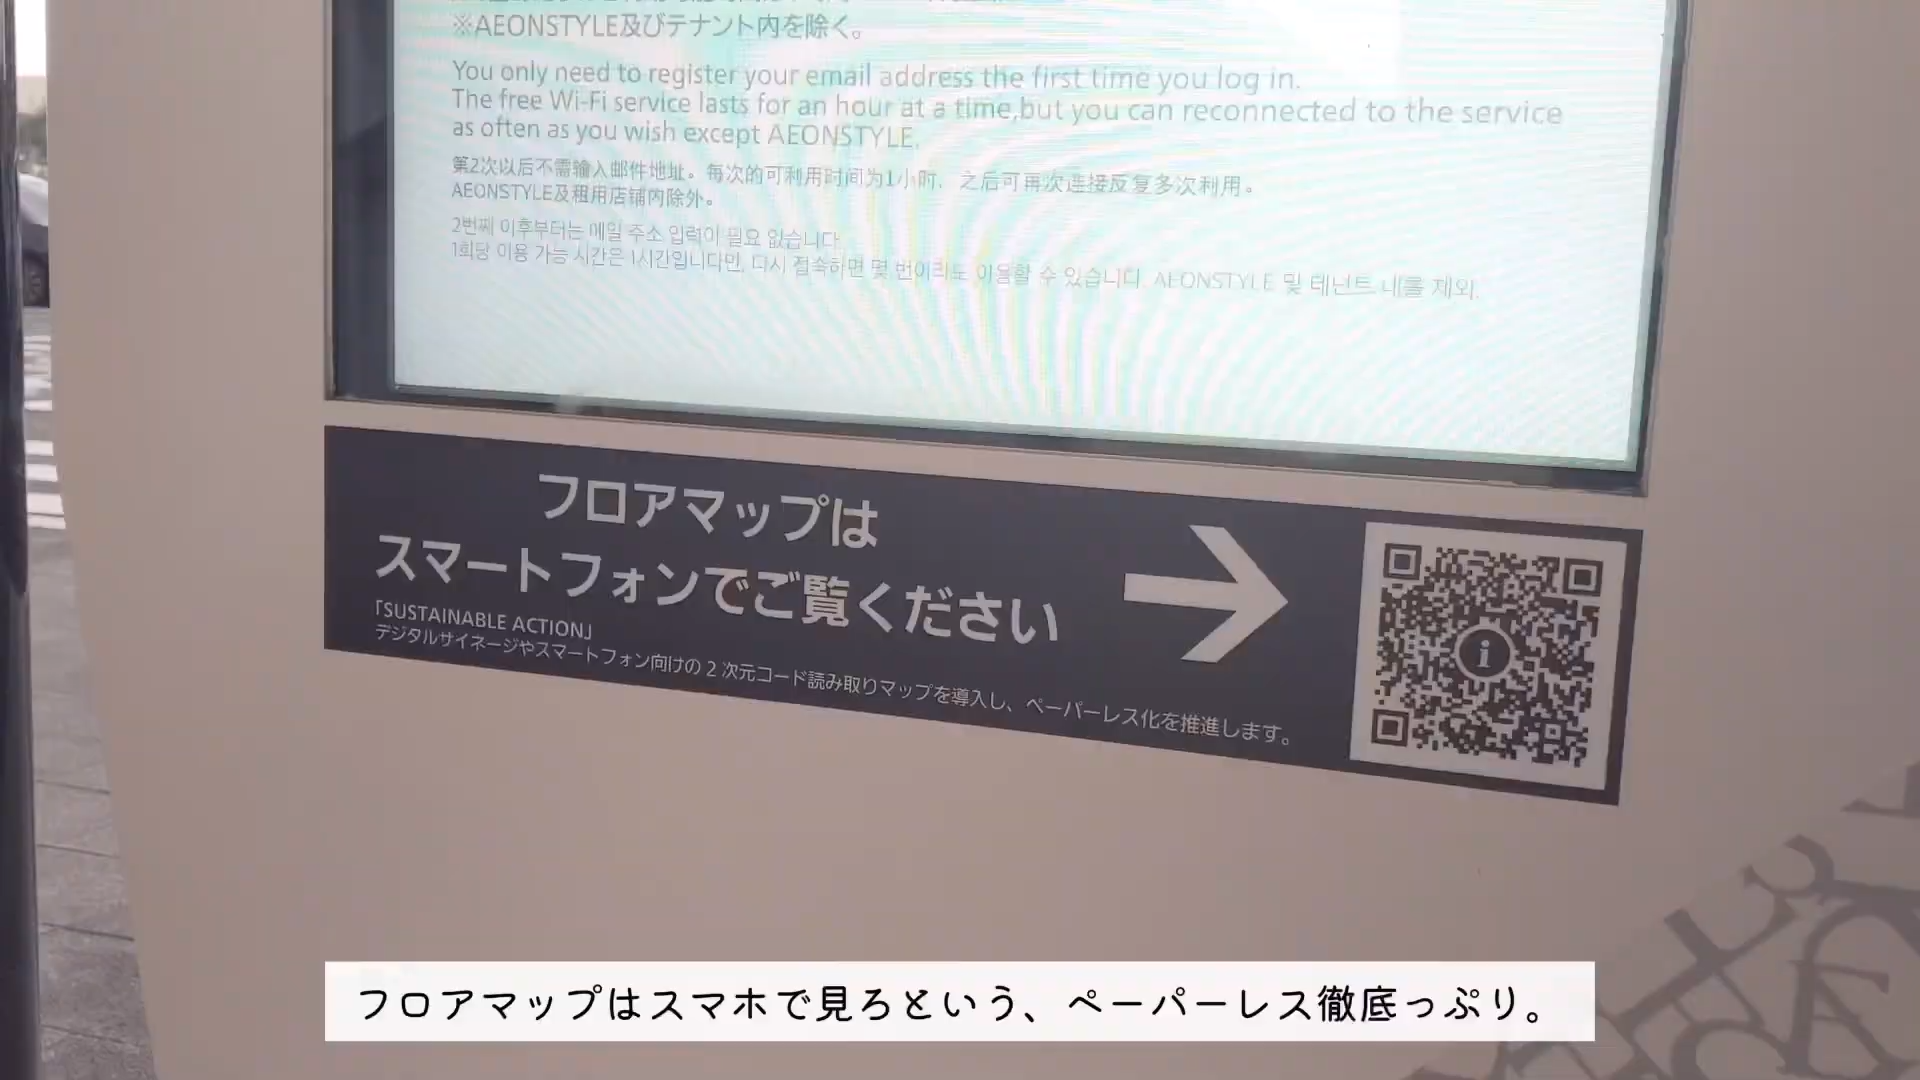 ※AEONSTYLE及びテナント内を除く。
You only need to register your email address the first time you log in.
The free Wi-Fi service lasts for an hour at a time,but you can reconnected to the service
as often as you wish except AEONSTYLE.
第2次以后不需输入邮件地址。每次的可利用时间为1小时、之后可再次连接反复多次利用。
AEONSTYLE及租用店铺内除外。
2번째 이후부터는 메일 주소 입력이 필요 없습니다
1회당 이용 가능 시간은 1시간입니다만, 다시 접속하면 몇 번이라도 이용할 수 있습니다. AEONSTYLE 및 테넌트 내를 제외.
フロアマップは
スマートフォンでご覧ください
「SUSTAINABLE ACTION」
デジタルサイネージやスマートフォン向けの2次元コード読み取りマップを導入し、ペーパーレス化を推進します。
i
フロアマップはスマホで見ろという、ペーパーレス徹底っぷり。